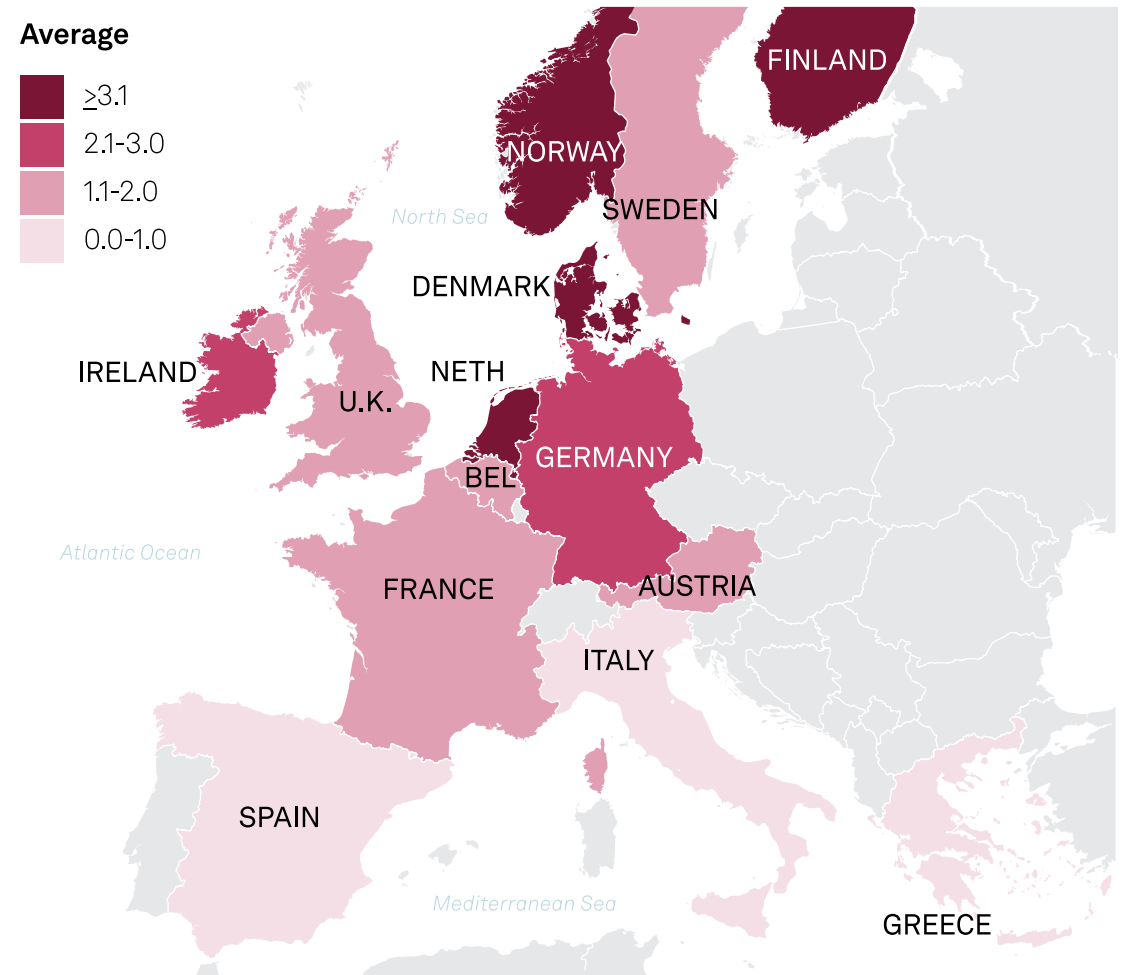 Average
≥3.1
2.1-3.0
1.1-2.0
0.0-1.0
FINLAND
NORWAY
SWEDEN
North Sea
DENMARK
IRELAND
NETH
U.K.
GERMANY
BEL
Atlantic Ocean
FRANCE
AUSTRIA
ITALY
SPAIN
Mediterranean Sea
GREECE